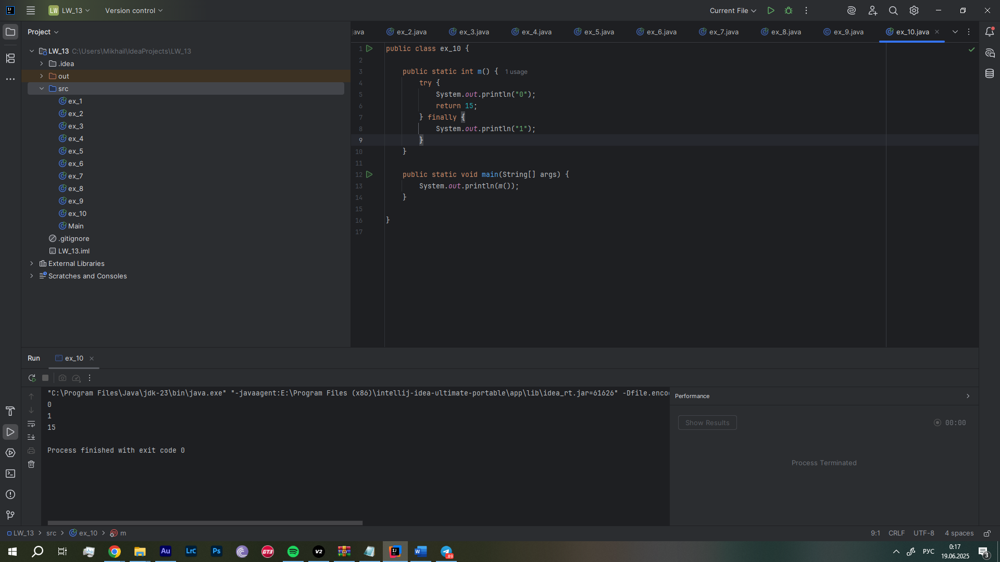 LW LW_13 Version control Current File
Project
LW_13 C:\Users\Mikhail\IdeaProjects\LW_13
.idea
out
src
ex_1
ex_2
ex_3
ex_4
ex_5
ex_6
ex_7
ex_8
ex_9
ex_10
Main
.gitignore
LW_13.iml
External Libraries
Scratches and Consoles
java ex_2.java ex_3.java ex_4.java ex_5.java ex_6.java ex_7.java ex_8.java ex_9.java ex_10.java
1 public class ex_10 {
2
3 public static int m() { 1 usage
4 try {
5 System.out.println("0");
6 return 15;
7 } finally {
8 System.out.println("1");
9 }
10 }
11
12 public static void main(String[] args) {
13 System.out.println(m());
14 }
15
16 }
17
Run ex_10
"C:\Program Files\Java\jdk-23\bin\java.exe" "-javaagent:E:\Program Files (x86)\intellij-idea-ultimate-portable\app\lib\idea_rt.jar=61626" -Dfile.enco
0
1
15
Process finished with exit code 0
Performance
Show Results 00:00
Process Terminated
LW_13 src ex_10 m 9:1 CRLF UTF-8 4 spaces
Au LrC Ps GT3 V2 IJ W .89 РУС 0:17
19.06.2025 3